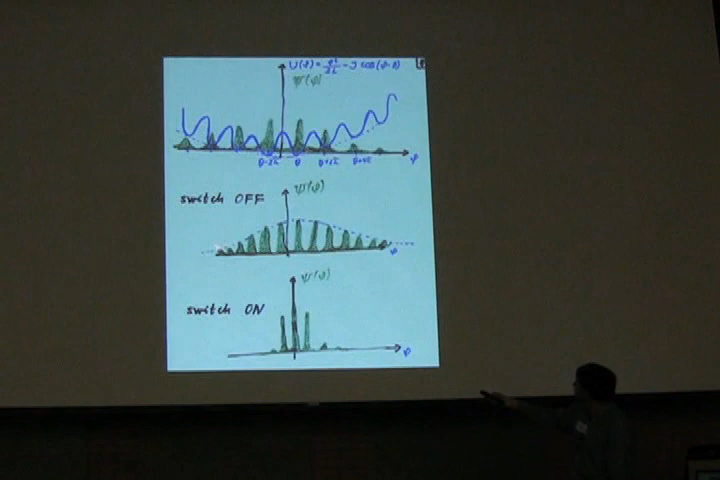 U(φ) = φ²/2L - J cos(φ-θ)
Ψ(φ)
θ-2π θ θ+2π θ+4π φ
switch OFF
Ψ(φ)
φ
Ψ(φ)
switch ON
φ